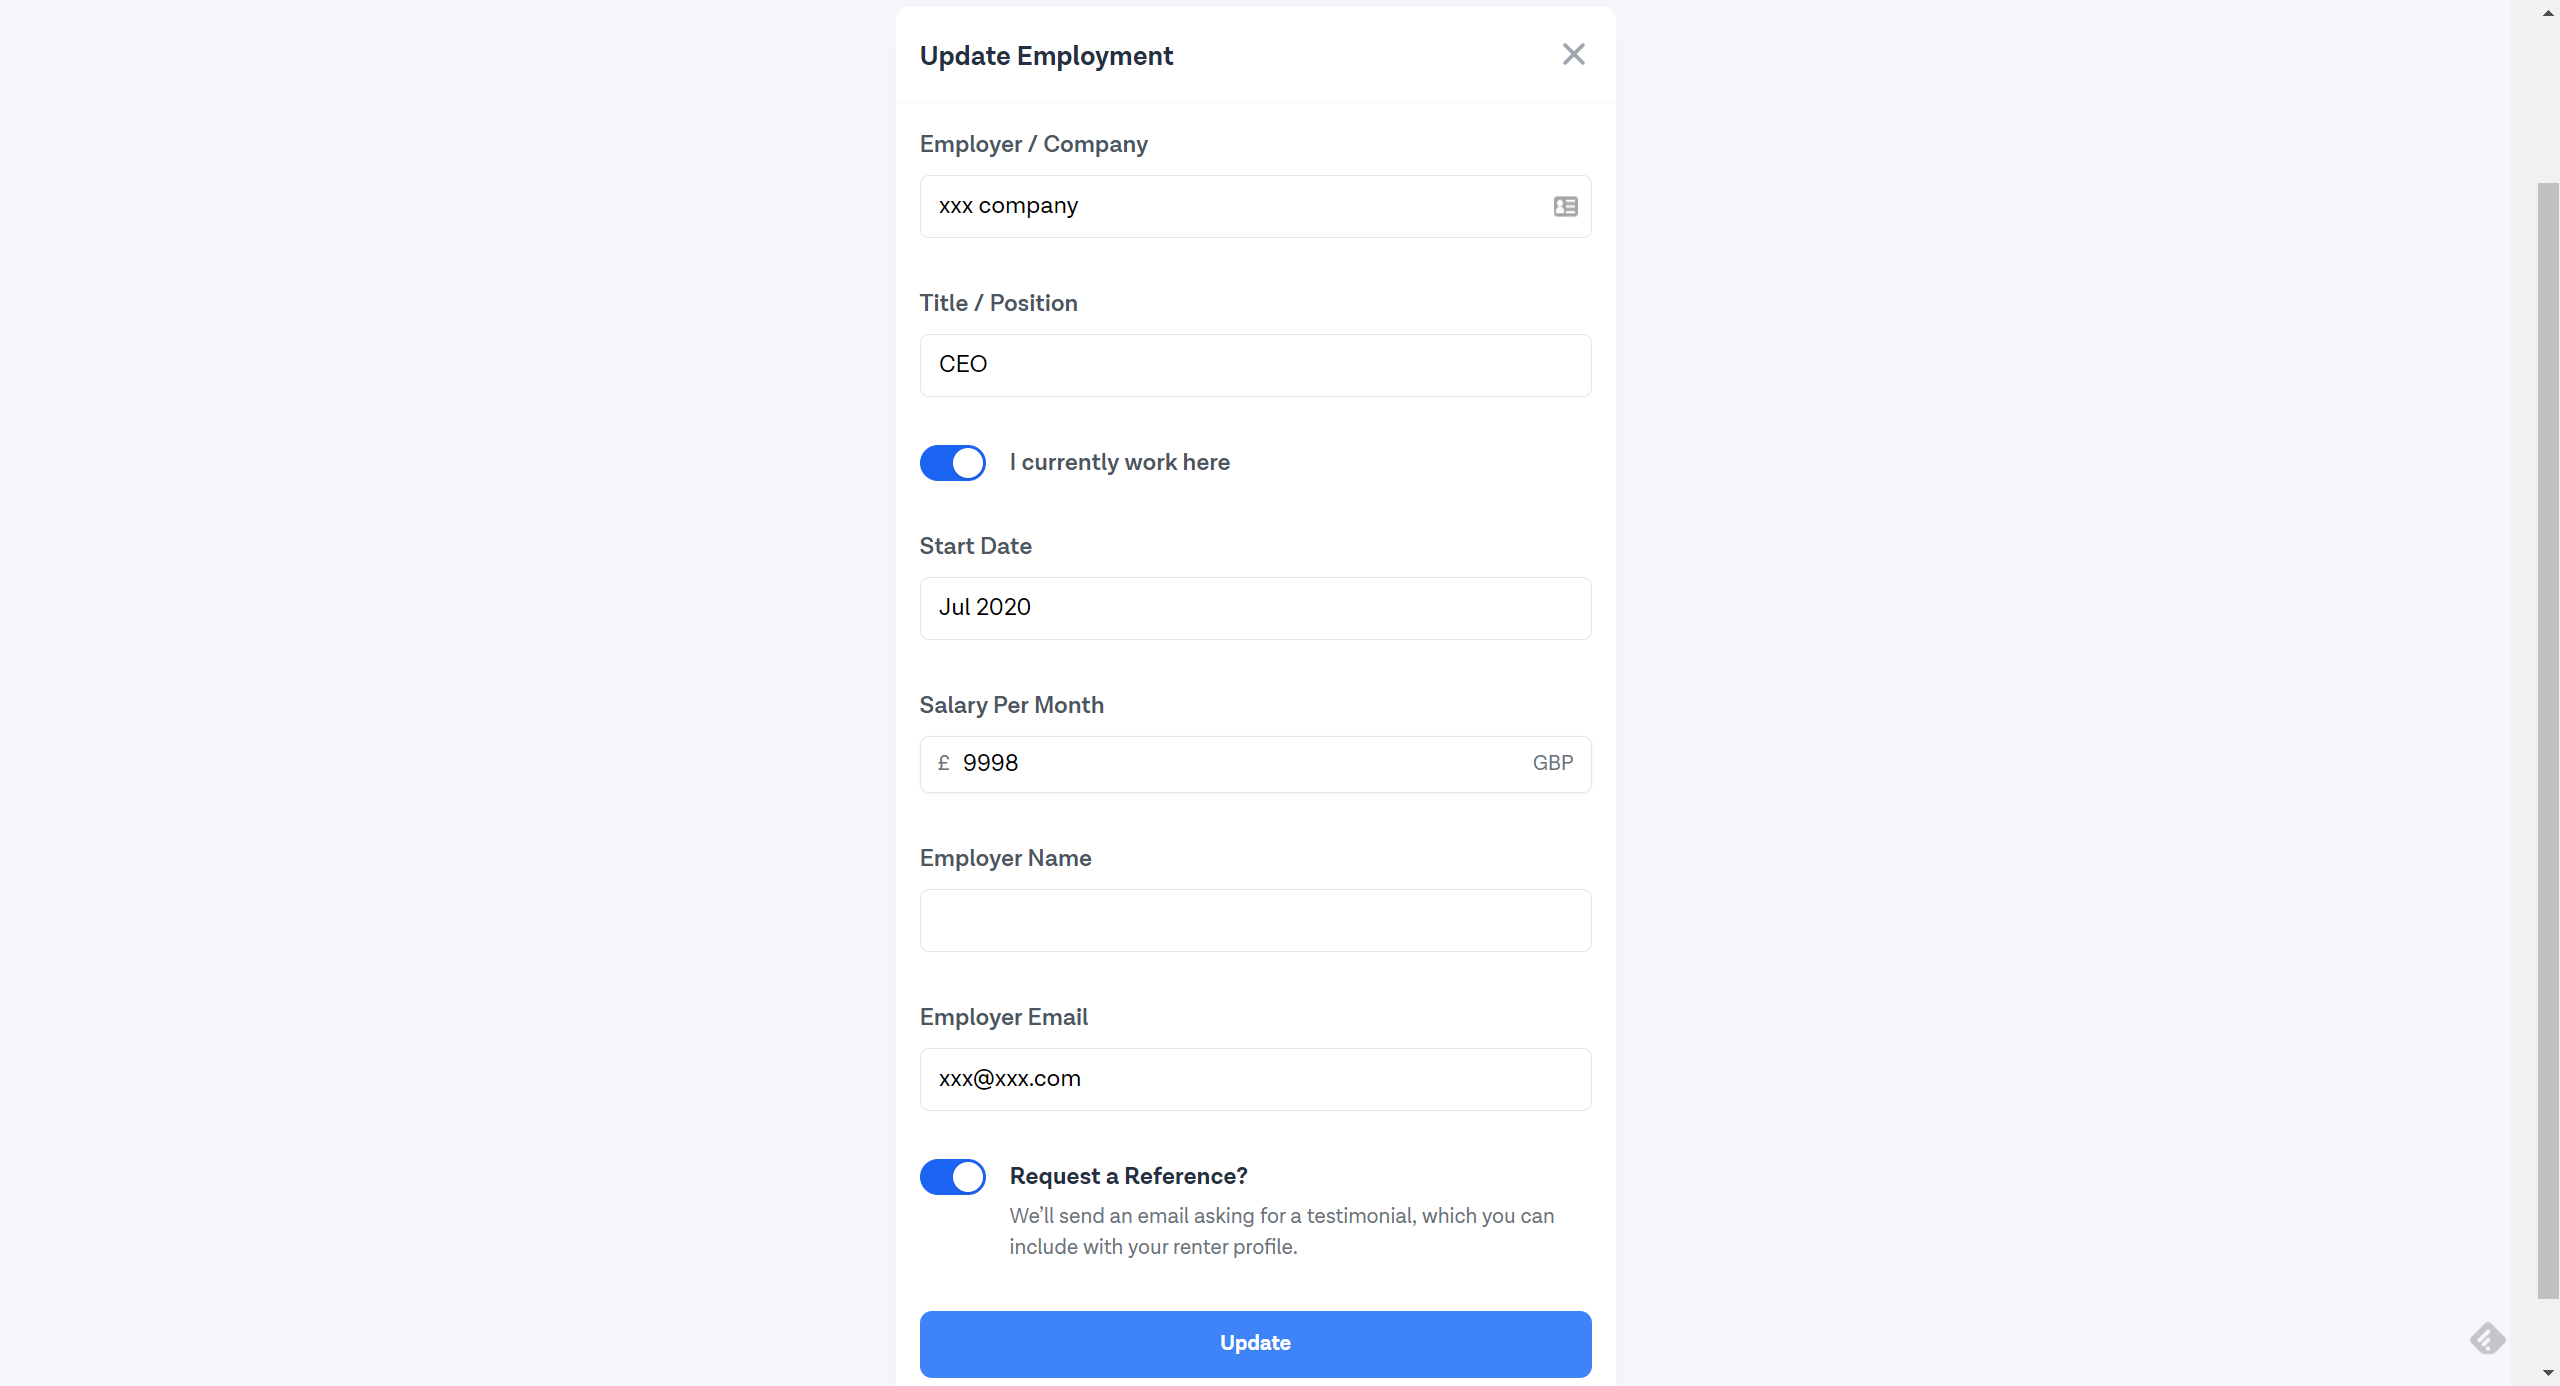 Update Employment
Employer / Company
xxx company
Title / Position
CEO
I currently work here
Start Date
Jul 2020
Salary Per Month
£ 9998 GBP
Employer Name
Employer Email
xxx@xxx.com
Request a Reference?
We’ll send an email asking for a testimonial, which you can
include with your renter profile.
Update